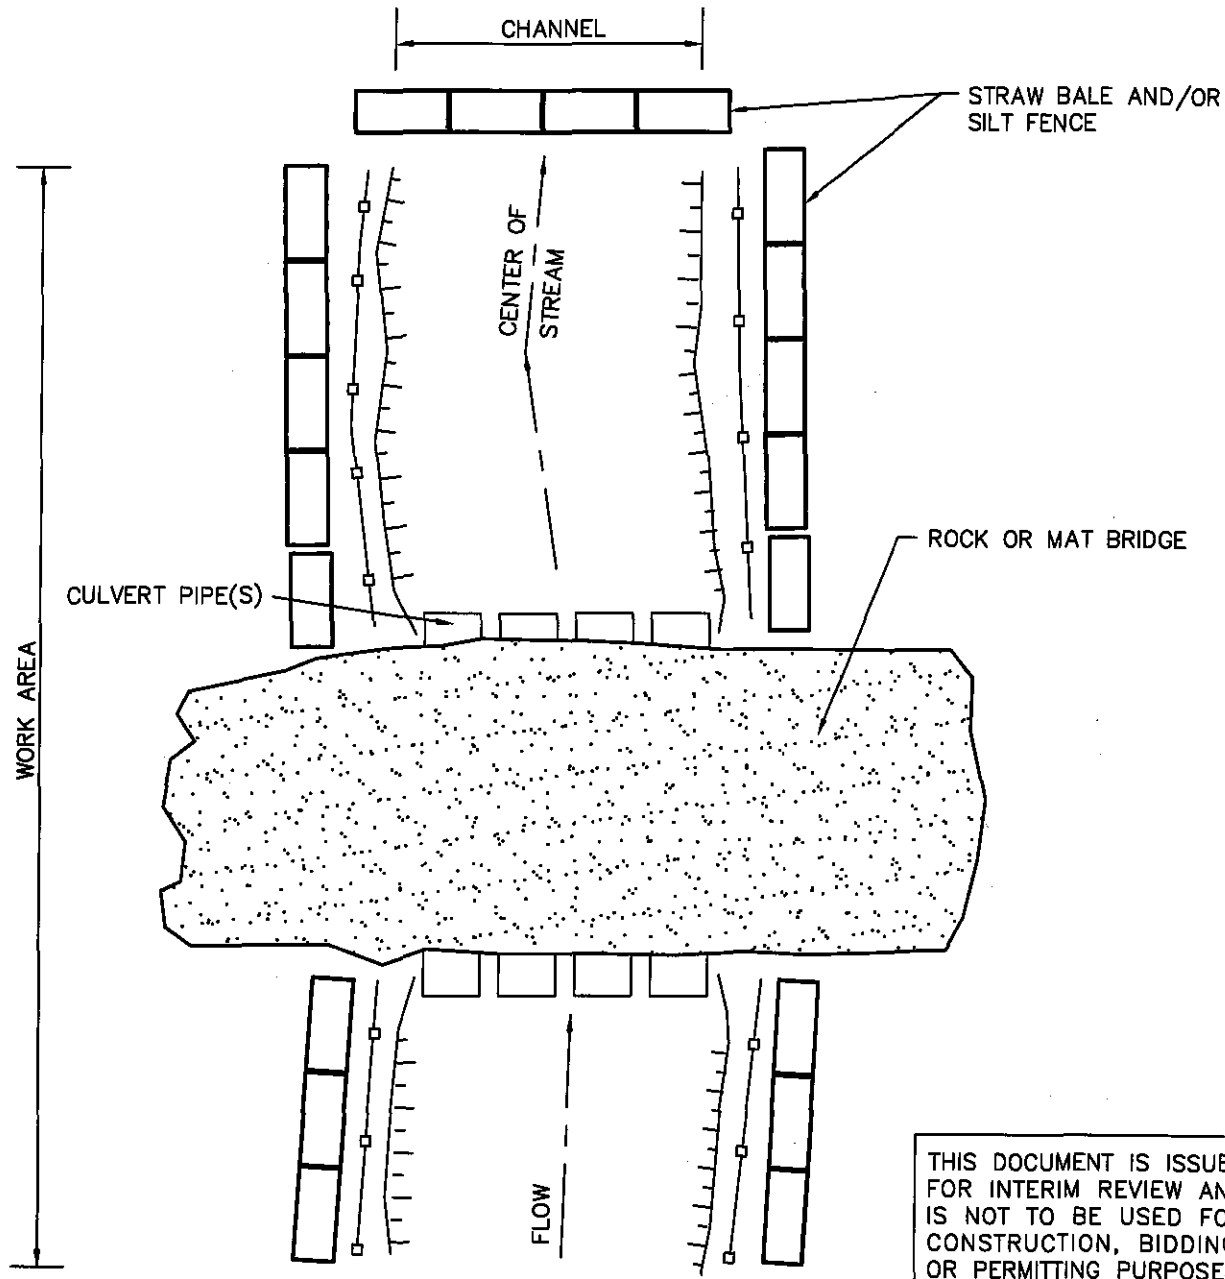 CHANNEL
STRAW BALE AND/OR
SILT FENCE
CENTER OF
STREAM
ROCK OR MAT BRIDGE
CULVERT PIPE(S)
WORK AREA
FLOW
THIS DOCUMENT IS ISSUE
FOR INTERIM REVIEW AN
IS NOT TO BE USED FO
CONSTRUCTION, BIDDING
OR PERMITTING PURPOSE